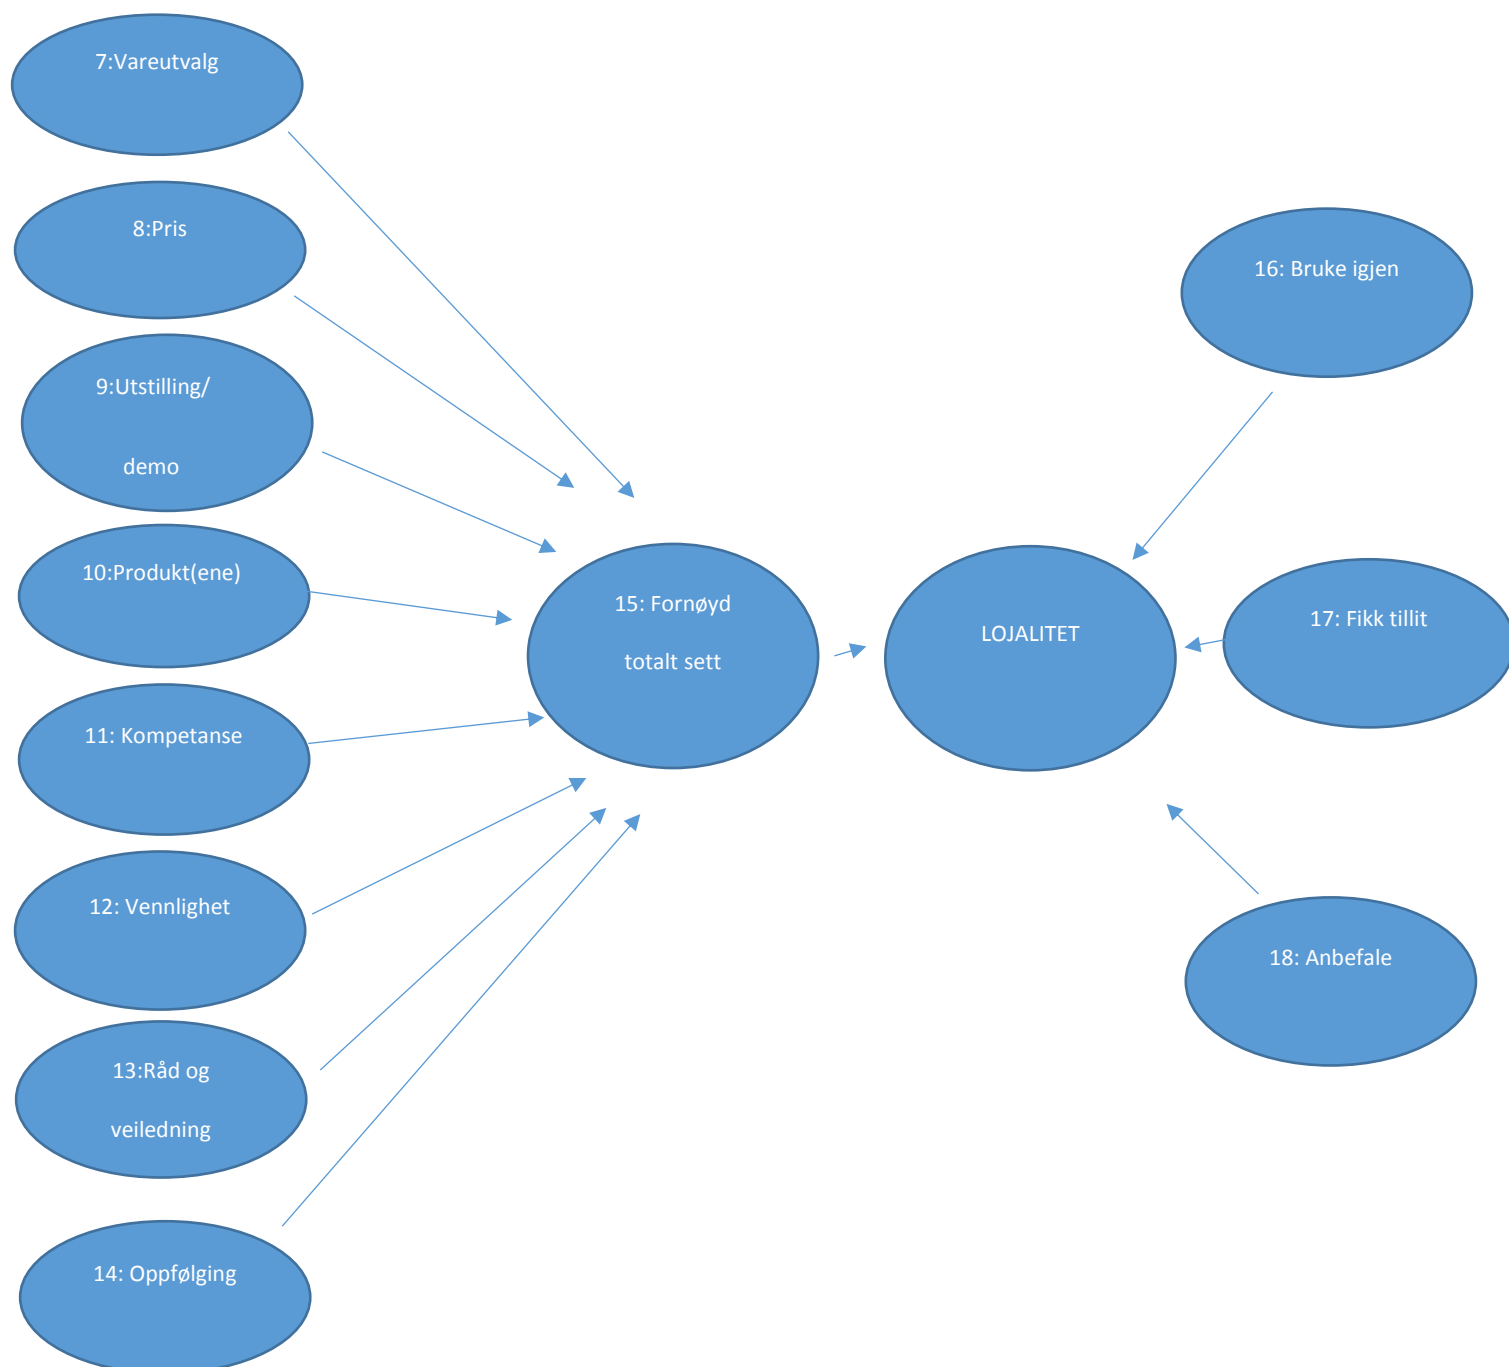 7:Vareutvalg
8:Pris
9:Utstilling/
demo
10:Produkt(ene)
11: Kompetanse
12: Vennlighet
13:Råd og
veiledning
14: Oppfølging
15: Fornøyd
totalt sett
LOJALITET
16: Bruke igjen
17: Fikk tillit
18: Anbefale